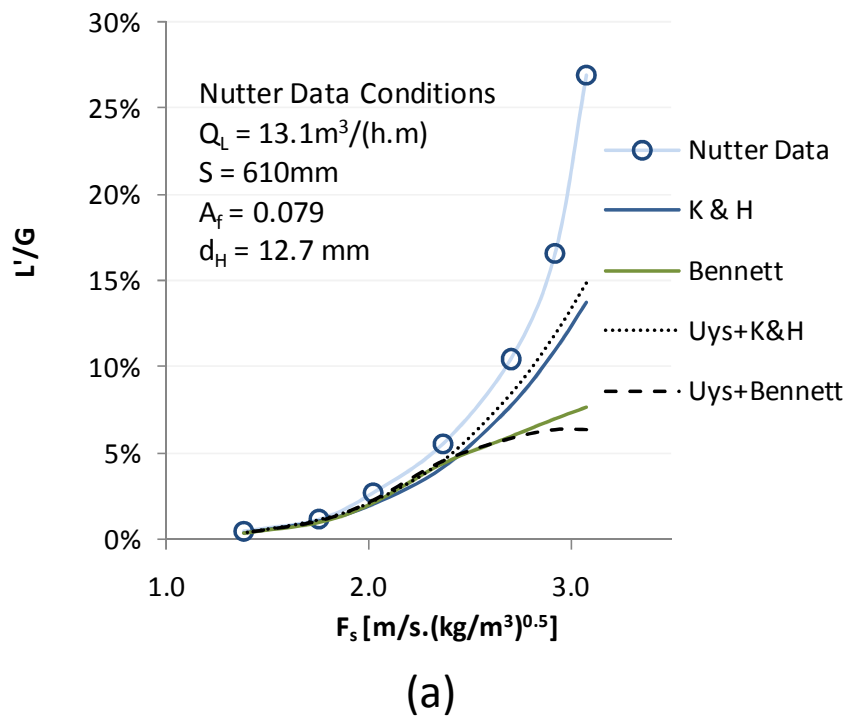 30%
25%
20%
15%
10%
5%
0%
L'/G
Nutter Data Conditions
Q_L = 13.1m³/(h.m)
S = 610mm
A_f = 0.079
d_H = 12.7 mm
Nutter Data
K & H
Bennett
Uys+K&H
Uys+Bennett
1.0 2.0 3.0
F_s [m/s.(kg/m³)^0.5]
(a)